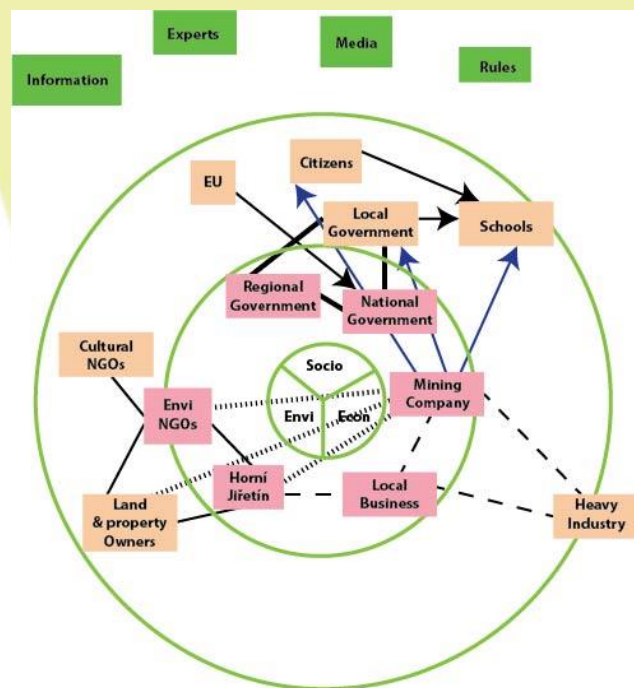 Experts
Media
Rules
Information
Citizens
EU
Local
Government
Schools
Regional
Government
National
Government
Cultural
NGOs
Socio
Envi
Econ
Mining
Company
Envi
NGOs
Horní
Jiřetín
Local
Business
Land
& property
Owners
Heavy
Industry